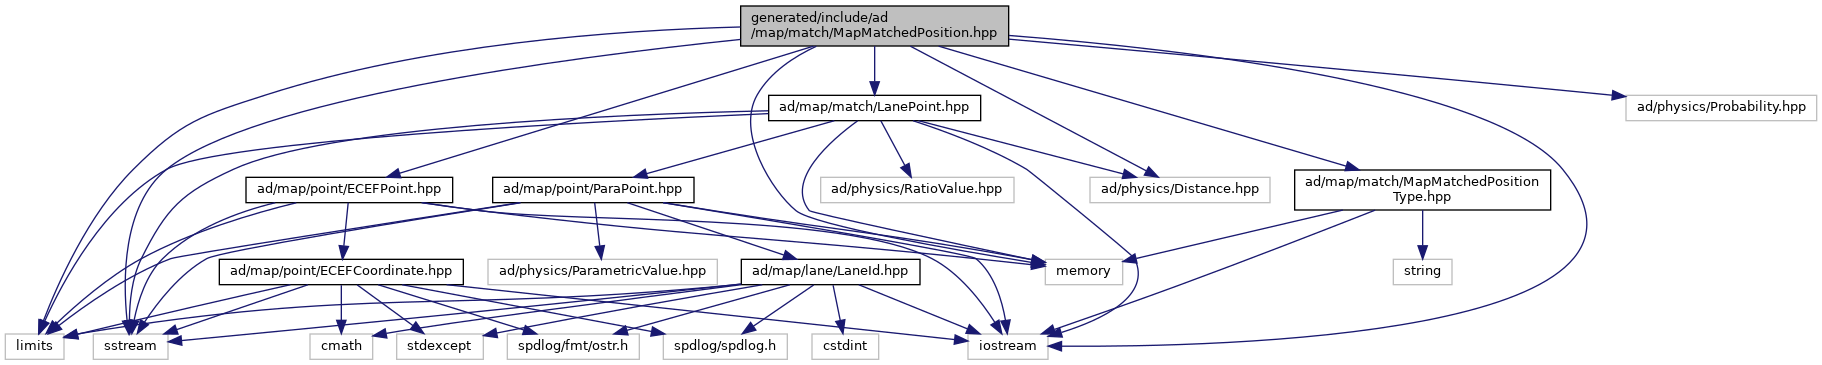 generated/include/ad
/map/match/MapMatchedPosition.hpp
ad/map/match/LanePoint.hpp
ad/physics/Probability.hpp
ad/map/point/ECEFPoint.hpp
ad/map/point/ParaPoint.hpp
ad/physics/RatioValue.hpp
ad/physics/Distance.hpp
ad/map/match/MapMatchedPosition
Type.hpp
ad/map/point/ECEFCoordinate.hpp
ad/physics/ParametricValue.hpp
ad/map/lane/LaneId.hpp
memory
string
limits
sstream
cmath
stdexcept
spdlog/fmt/ostr.h
spdlog/spdlog.h
cstdint
iostream